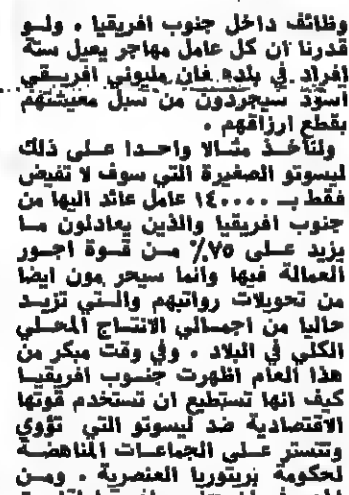 وظائف داخل جنوب افريقيا . ولو
قدرنا ان كل عامل مهاجر يعيل ستة
افراد في بلده فان مليوني افريقي
اسود سيجردون من سبل معيشتهم
بقطع ارزاقهم .
ولنأخذ مثالا واحدا على ذلك
ليسوتو الصغيرة التي سوف لا تفيض
فقط بـ ١٤٠٠٠٠ عامل عائد اليها من
جنوب افريقيا والذين يعادلون ما
يزيد على ٧٥٪ من قوة اجور
العمالة فيها وانما سيحرمون ايضا
من تحويلات رواتبهم والتي تزيد
حاليا من اجمالي الانتاج المحلي
الكلي في البلاد . وفي وقت مبكر من
هذا العام اظهرت جنوب افريقيا
كيف انها تستطيع ان تستخدم قوتها
الاقتصادية ضد ليسوتو التي تؤوي
وتتستر على الجماعات المناهضة
لحكومة بريتوريا العنصرية . ومن